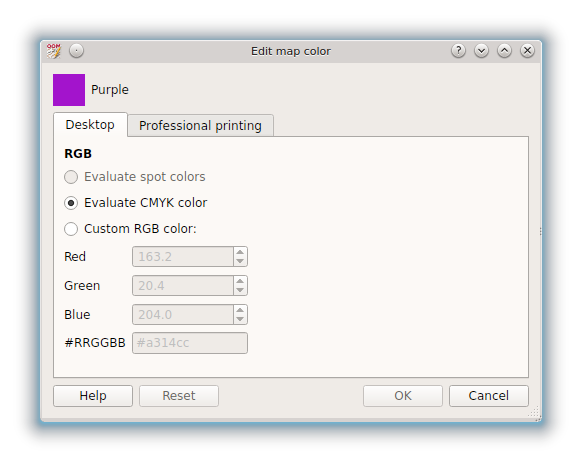 OOM
Edit map color
Purple
Desktop
Professional printing
RGB
Evaluate spot colors
Evaluate CMYK color
Custom RGB color:
Red 163.2
Green 20.4
Blue 204.0
#RRGGBB #a314cc
Help Reset OK Cancel